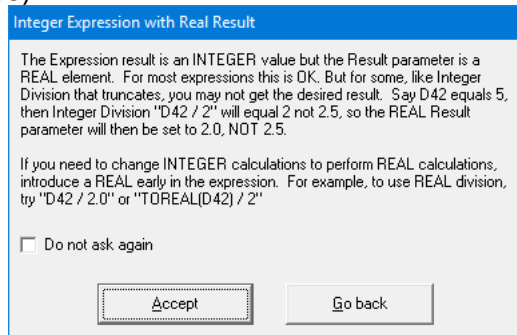 Integer Expression with Real Result
The Expression result is an INTEGER value but the Result parameter is a
REAL element. For most expressions this is OK. But for some, like Integer
Division that truncates, you may not get the desired result. Say D42 equals 5,
then Integer Division "D42 / 2" will equal 2 not 2.5, so the REAL Result
parameter will then be set to 2.0, NOT 2.5.
If you need to change INTEGER calculations to perform REAL calculations,
introduce a REAL early in the expression. For example, to use REAL division,
try "D42 / 2.0" or "TOREAL(D42) / 2"
Do not ask again
Accept
Go back